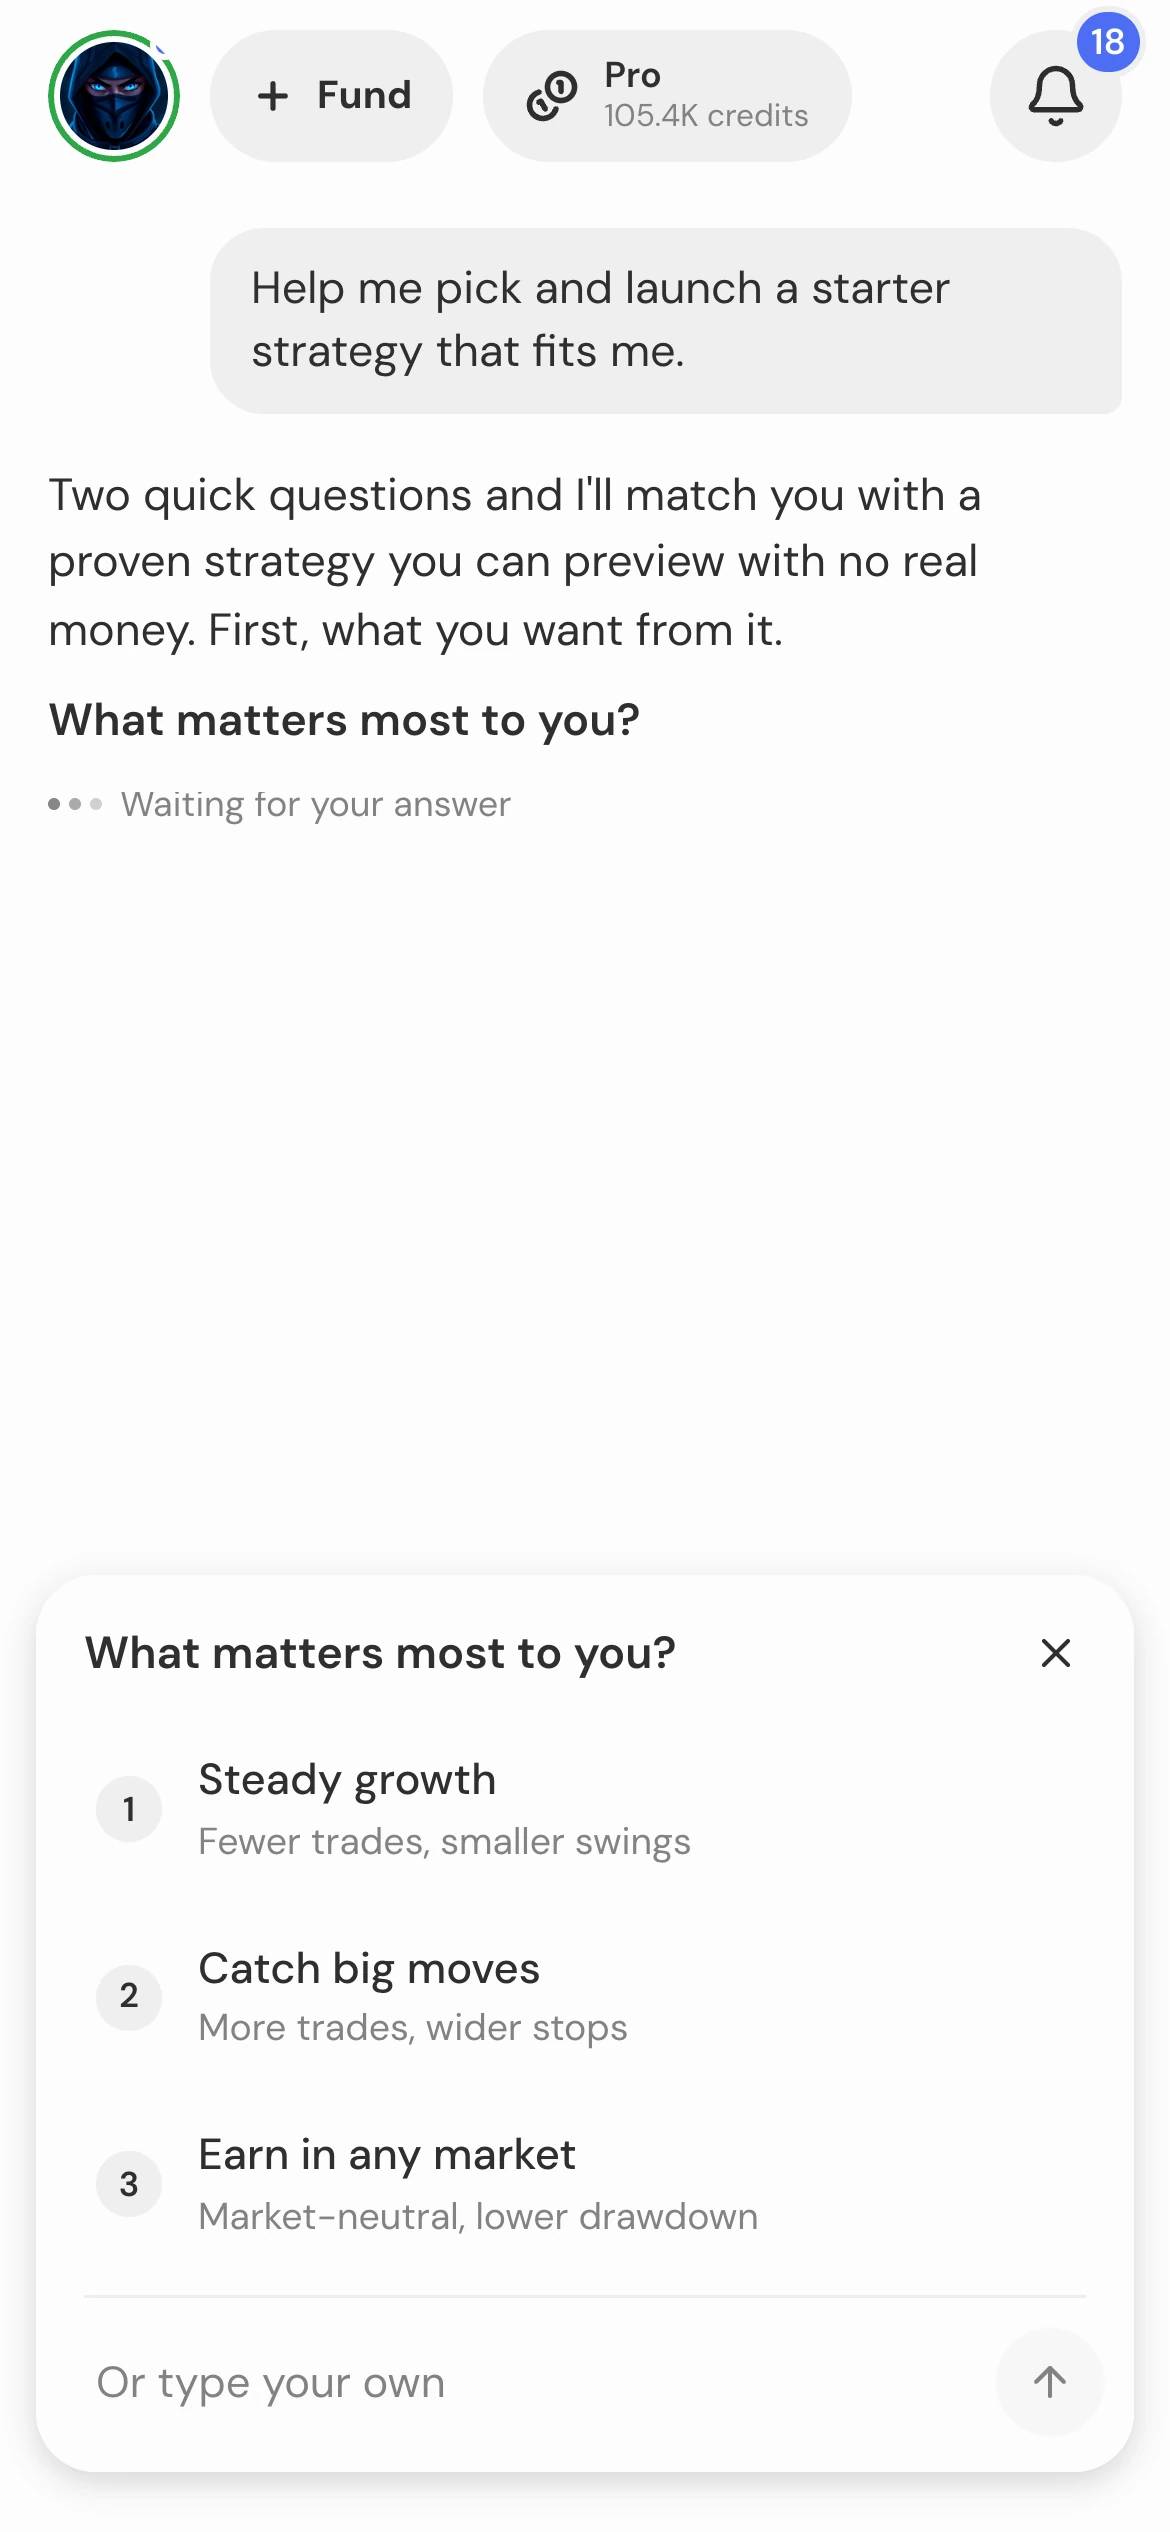 Fund
Pro
105.4K credits
18
Help me pick and launch a starter
strategy that fits me.
Two quick questions and I'll match you with a
proven strategy you can preview with no real
money. First, what you want from it.
What matters most to you?
Waiting for your answer
What matters most to you?
1
Steady growth
Fewer trades, smaller swings
2
Catch big moves
More trades, wider stops
3
Earn in any market
Market-neutral, lower drawdown
Or type your own